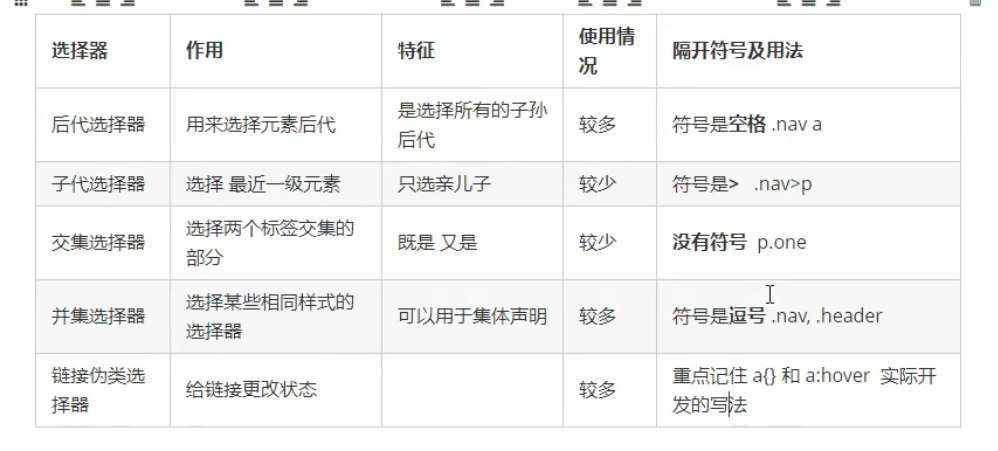 选择器 作用 特征 使用情
况 隔开符号及用法
后代选择器 用来选择元素后代 是选择所有的子孙
后代 较多 符号是空格 .nav a
子代选择器 选择 最近一级元素 只选亲儿子 较少 符号是> .nav>p
交集选择器 选择两个标签交集的
部分 既是 又是 较少 没有符号 p.one
并集选择器 选择某些相同样式的
选择器 可以用于集体声明 较多 符号是逗号 .nav, .header
链接伪类选
择器 给链接更改状态 较多 重点记住 a{} 和 a:hover 实际开
发的写法